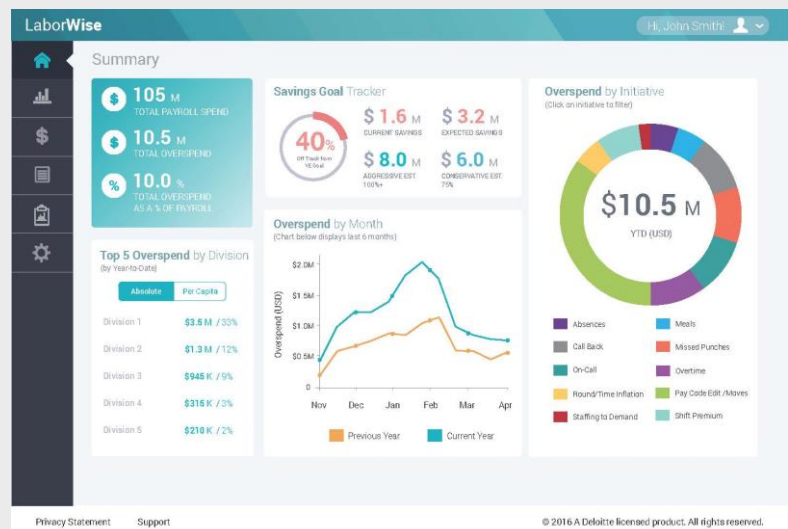 LaborWise
Hi, John Smith!
Summary
$ 105 M
TOTAL PAYROLL SPEND
$ 10.5 M
TOTAL OVERSPEND
% 10.0 %
TOTAL OVERSPEND
AS A % OF PAYROLL
Savings Goal Tracker
40%
Off Track from
YE Goal
$ 1.6 M
CURRENT SAVINGS
$ 3.2 M
EXPECTED SAVINGS
$ 8.0 M
AGGRESSIVE EST.
100%+
$ 6.0 M
CONSERVATIVE EST.
75%
Overspend by Initiative
(Click on initiative to filter)
$10.5 M
YTD (USD)
Absences
Meals
Call Back
Missed Punches
On-Call
Overtime
Round/Time Inflation
Pay Code Edit /Moves
Staffing to Demand
Shift Premium
Top 5 Overspend by Division
(by Year-to-Date)
Absolute
Per Capita
Division 1 $3.5 M / 33%
Division 2 $1.3 M / 12%
Division 3 $945 K / 9%
Division 4 $315 K / 3%
Division 5 $210 K / 2%
Overspend by Month
(Chart below displays last 6 months)
Overspend (USD)
$2.0M
$1.5M
$1.0M
$0.5M
0
Nov Dec Jan Feb Mar Apr
Previous Year
Current Year
Privacy Statement
Support
© 2016 A Deloitte licensed product. All rights reserved.